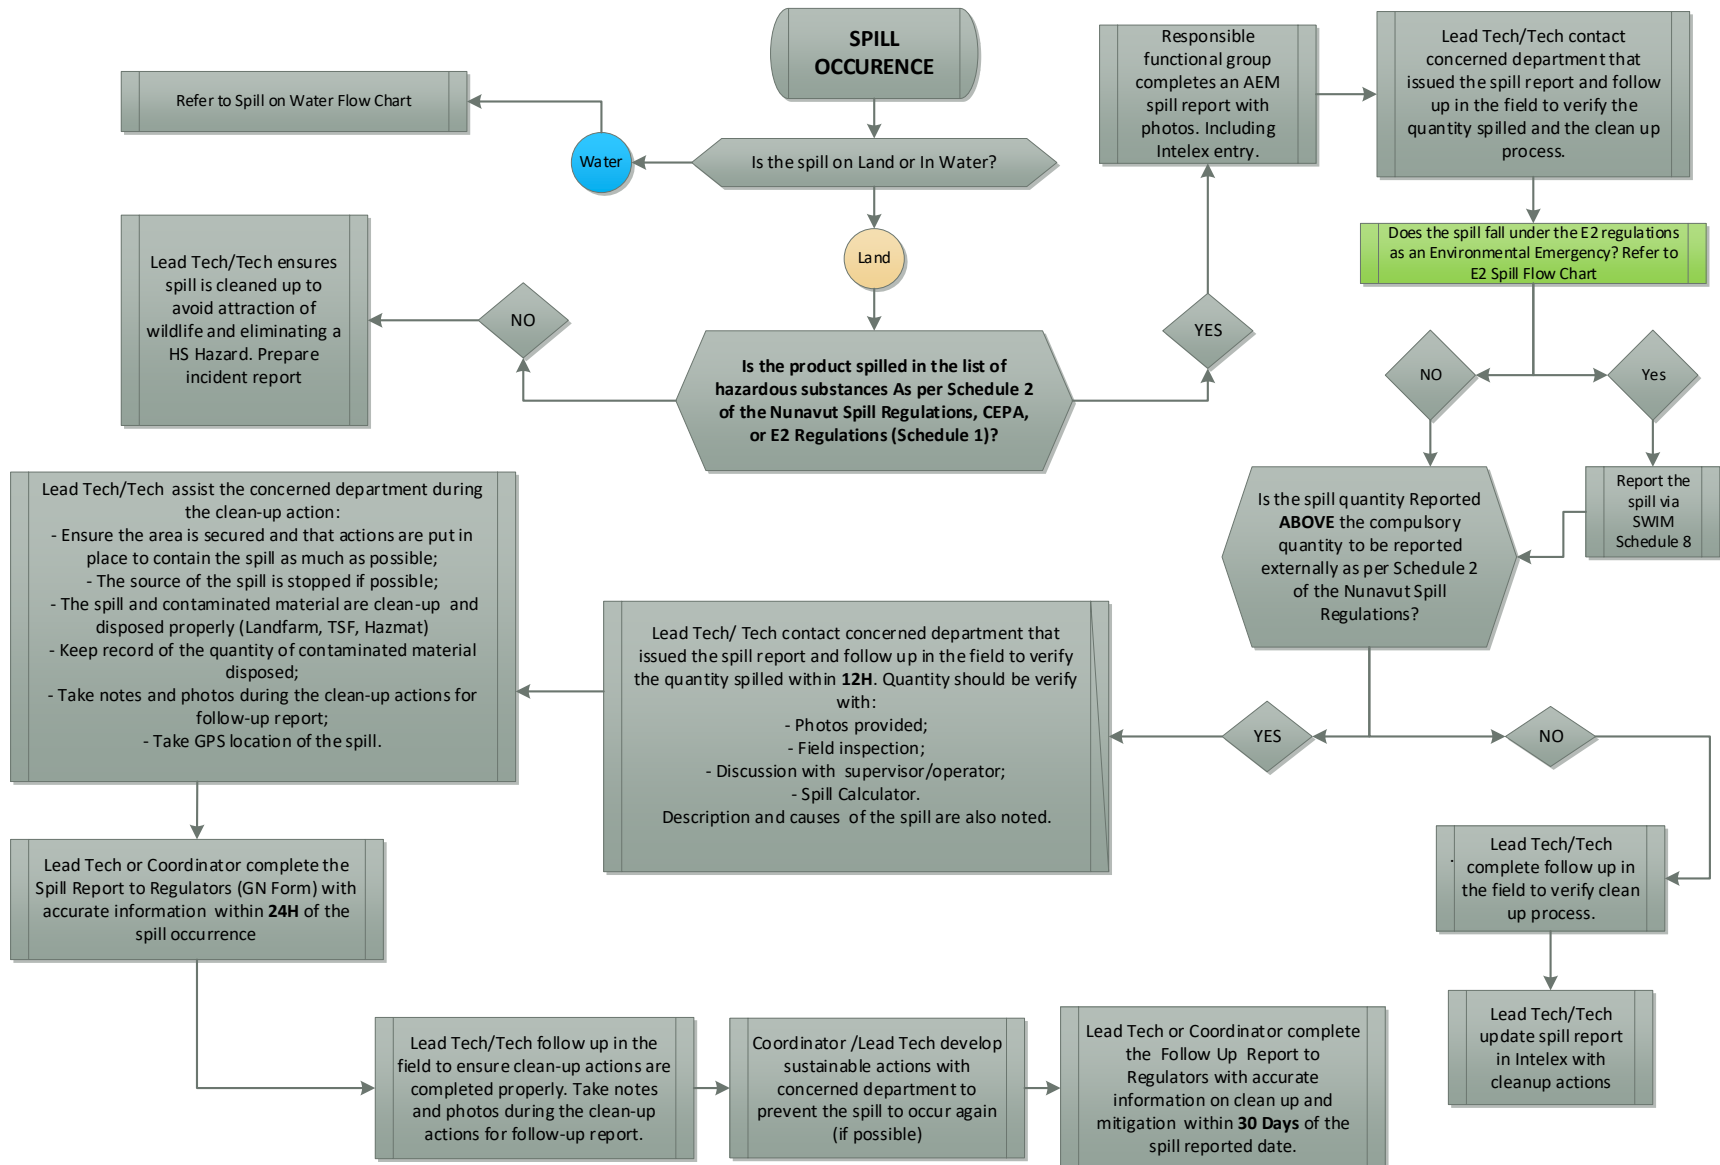 SPILL
OCCURENCE
Refer to Spill on Water Flow Chart
Water
Is the spill on Land or In Water?
Land
Responsible
functional group
completes an AEM
spill report with
photos. Including
Intelex entry.
Lead Tech/Tech contact
concerned department that
issued the spill report and follow
up in the field to verify the
quantity spilled and the clean up
process.
Does the spill fall under the E2 regulations
as an Environmental Emergency? Refer to
E2 Spill Flow Chart
Lead Tech/Tech ensures
spill is cleaned up to
avoid attraction of
wildlife and eliminating a
HS Hazard. Prepare
incident report
NO
Is the product spilled in the list of
hazardous substances As per Schedule 2
of the Nunavut Spill Regulations, CEPA,
or E2 Regulations (Schedule 1)?
YES
NO
Yes
Report the
spill via
SWIM
Schedule 8
Is the spill quantity Reported
ABOVE the compulsory
quantity to be reported
externally as per Schedule 2
of the Nunavut Spill
Regulations?
YES
NO
Lead Tech/Tech assist the concerned department during
the clean-up action:
- Ensure the area is secured and that actions are put in
place to contain the spill as much as possible;
- The source of the spill is stopped if possible;
- The spill and contaminated material are clean-up and
disposed properly (Landfarm, TSF, Hazmat)
- Keep record of the quantity of contaminated material
disposed;
- Take notes and photos during the clean-up actions for
follow-up report;
- Take GPS location of the spill.
Lead Tech/ Tech contact concerned department that
issued the spill report and follow up in the field to verify
the quantity spilled within 12H. Quantity should be verify
with:
- Photos provided;
- Field inspection;
- Discussion with supervisor/operator;
- Spill Calculator.
Description and causes of the spill are also noted.
.
Lead Tech/Tech
complete follow up in
the field to verify clean
up process.
Lead Tech/Tech
update spill report
in Intelex with
cleanup actions
Lead Tech or Coordinator complete the
Spill Report to Regulators (GN Form) with
accurate information within 24H of the
spill occurrence
Lead Tech/Tech follow up in the
field to ensure clean-up actions are
completed properly. Take notes
and photos during the clean-up
actions for follow-up report.
Coordinator /Lead Tech develop
sustainable actions with
concerned department to
prevent the spill to occur again
(if possible)
Lead Tech or Coordinator complete
the Follow Up Report to
Regulators with accurate
information on clean up and
mitigation within 30 Days of the
spill reported date.